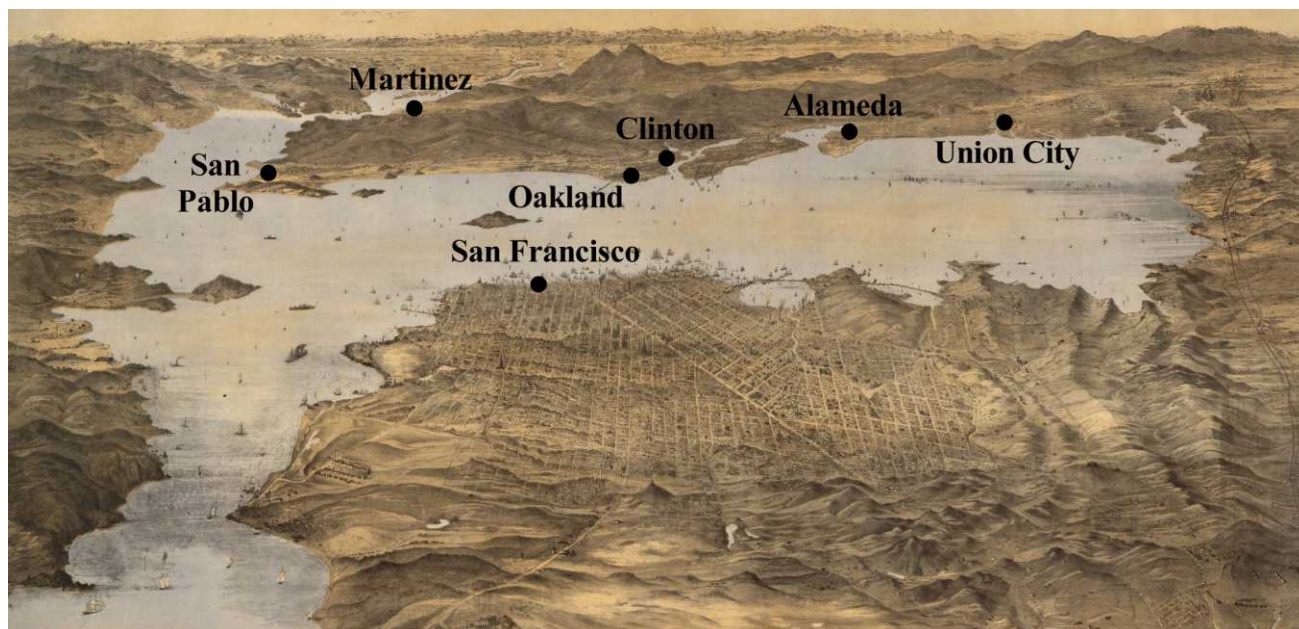 Martinez
Alameda
Clinton
Union City
San
Pablo
Oakland
San Francisco